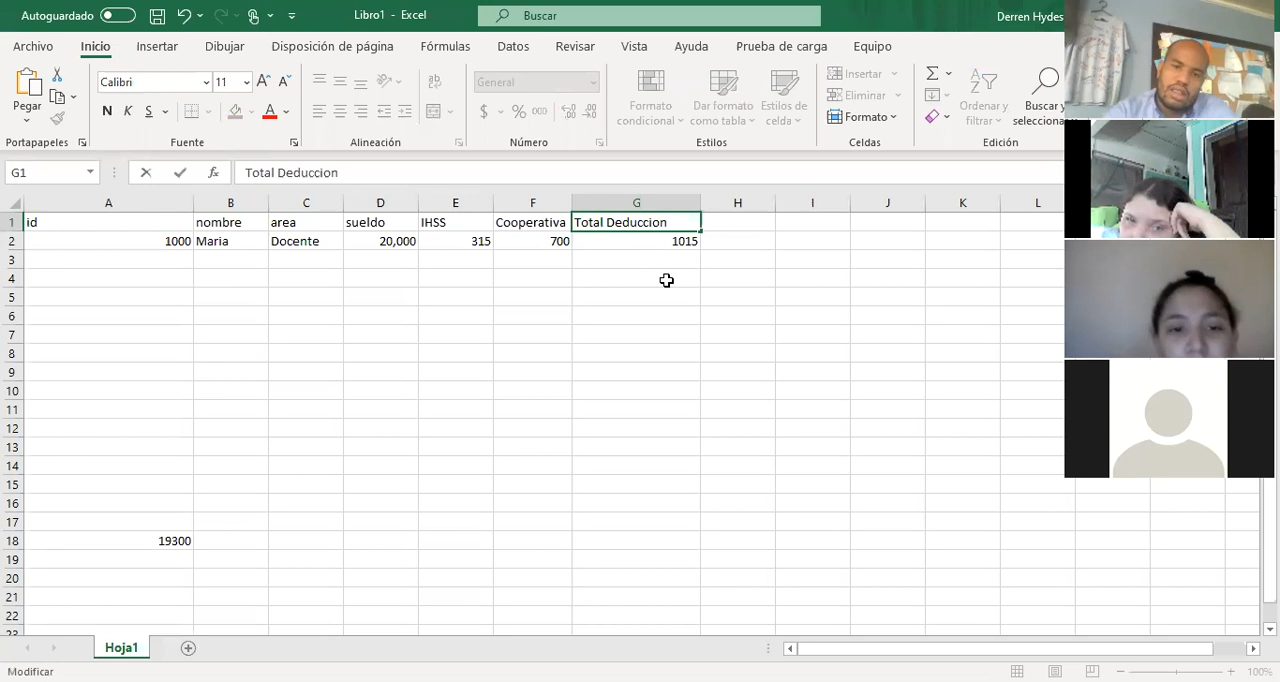 Autoguardado Libro1 - Excel Buscar Derren Hydes
Archivo Inicio Insertar Dibujar Disposición de página Fórmulas Datos Revisar Vista Ayuda Prueba de carga Equipo
Pegar
Portapapeles
Calibri 11
N K S A
Fuente
Alineación
General
$ % 000
Número
Formato condicional
Dar formato como tabla
Estilos de celda
Estilos
Insertar
Eliminar
Formato
Celdas
Ordenar y filtrar
Buscar y
selecciona
Edición
G1 fx Total Deduccion
A B C D E F G H I J K L
1 id nombre area sueldo IHSS Cooperativa Total Deduccion
2 1000 Maria Docente 20,000 315 700 1015
3
4
5
6
7
8
9
10
11
12
13
14
15
16
17
18 19300
19
20
21
22
23
Hoja1
Modificar 100%